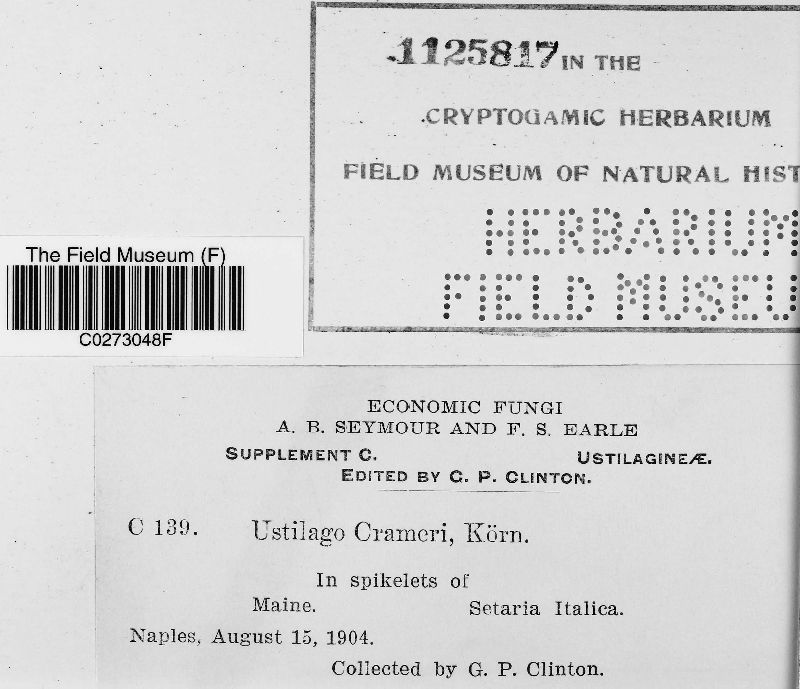 1125817 IN THE
CRYPTOGAMIC HERBARIUM
FIELD MUSEUM OF NATURAL HIST
HERBARIUM
FIELD MUSEU
The Field Museum (F)
C0273048F
ECONOMIC FUNGI
A. B. SEYMOUR AND F. S. EARLE
SUPPLEMENT C. USTILAGINEÆ.
EDITED BY G. P. CLINTON.
C 139. Ustilago Crameri, Körn.
In spikelets of
Maine. Setaria Italica.
Naples, August 15, 1904.
Collected by G. P. Clinton.